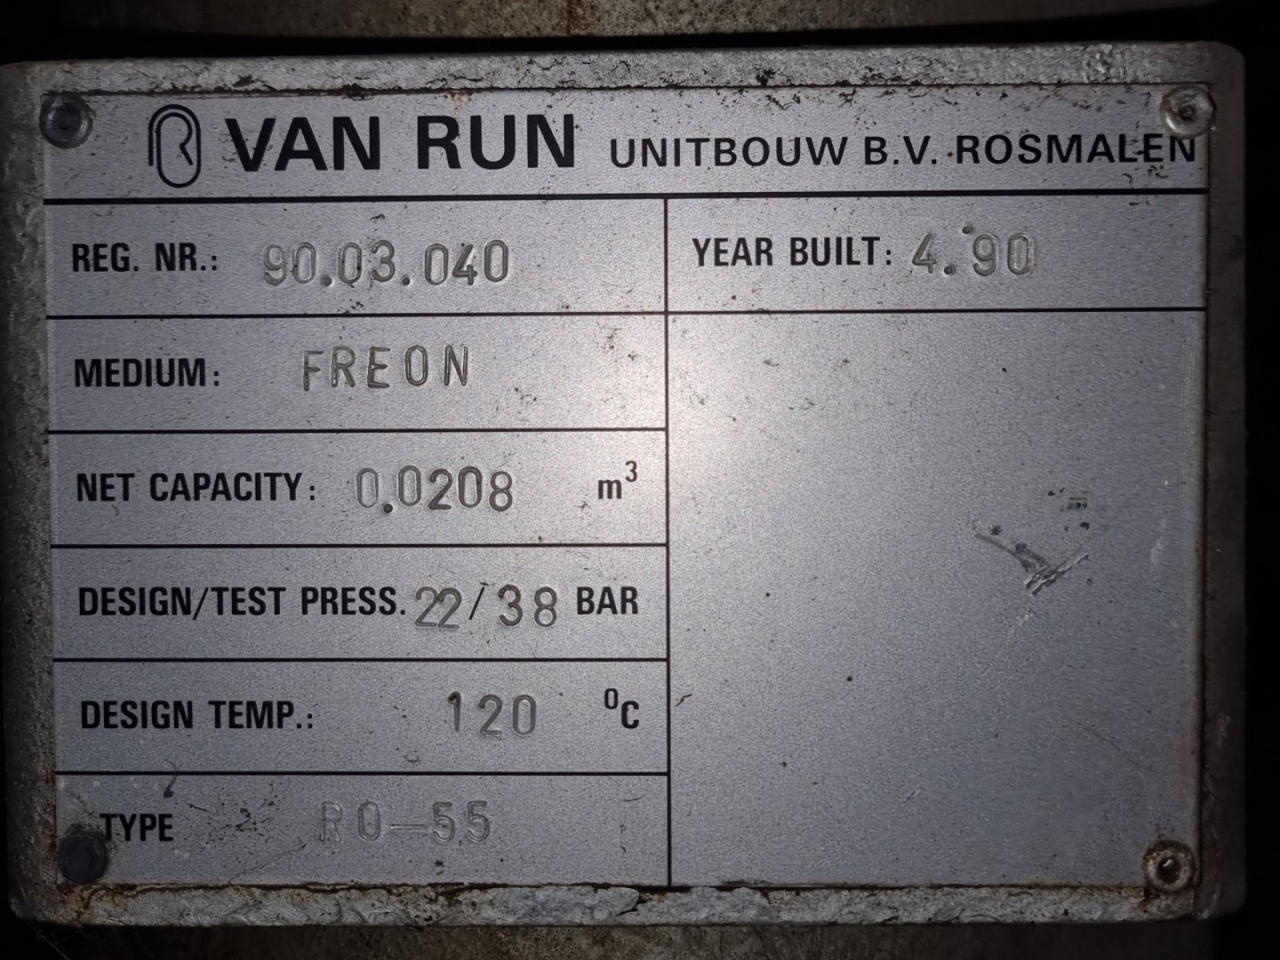 VAN RUN UNITBOUW B.V. ROSMALEN
REG. NR.: 90.03.040
YEAR BUILT: 4.90
MEDIUM: FREON
NET CAPACITY: 0.0208 m³
DESIGN/TEST PRESS. 22/38 BAR
DESIGN TEMP.: 120 °C
TYPE RO-55